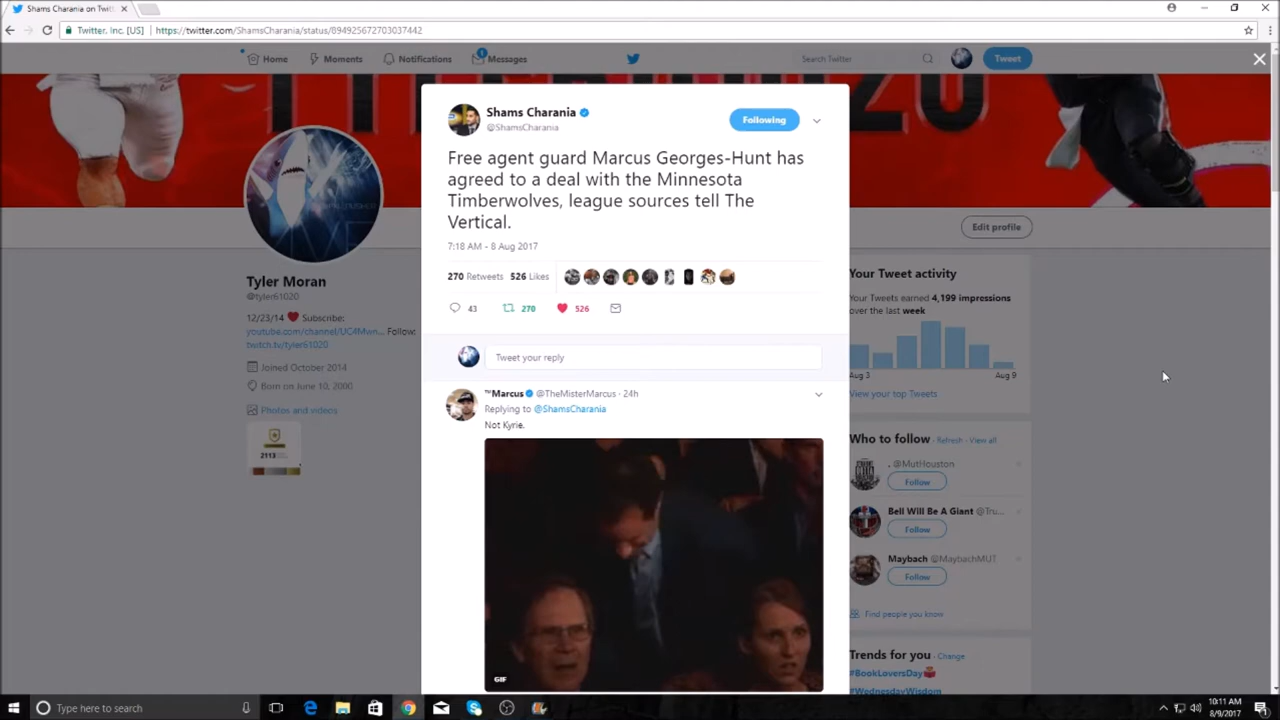 Shams Charania on Twitt
Twitter, Inc. [US]
https://twitter.com/ShamsCharania/status/894925672703037442
Home
Moments
Notifications
1
Messages
Search Twitter
Tweet
Shams Charania
@ShamsCharania
Following
Free agent guard Marcus Georges-Hunt has
agreed to a deal with the Minnesota
Timberwolves, league sources tell The
Vertical.
7:18 AM - 8 Aug 2017
270 Retweets 526 Likes
43 270 526
Tweet your reply
™Marcus @TheMisterMarcus · 24h
Replying to @ShamsCharania
Not Kyrie.
GIF
Tyler Moran
@tyler61020
12/23/14 Subscribe:
youtube.com/channel/UC4Mwn... Follow:
twitch.tv/tyler61020
Joined October 2014
Born on June 10, 2000
Photos and videos
2113
Edit profile
Your Tweet activity
Your Tweets earned 4,199 impressions
over the last week
Aug 3 Aug 9
View your top Tweets
Who to follow · Refresh · View all
. @MutHouston
Follow
Bell Will Be A Giant @Tru...
Follow
Maybach @MaybachMUT
Follow
Find people you know
Trends for you · Change
#BookLoversDay
#WednesdayWisdom
Type here to search
10:11 AM
8/9/2017
1